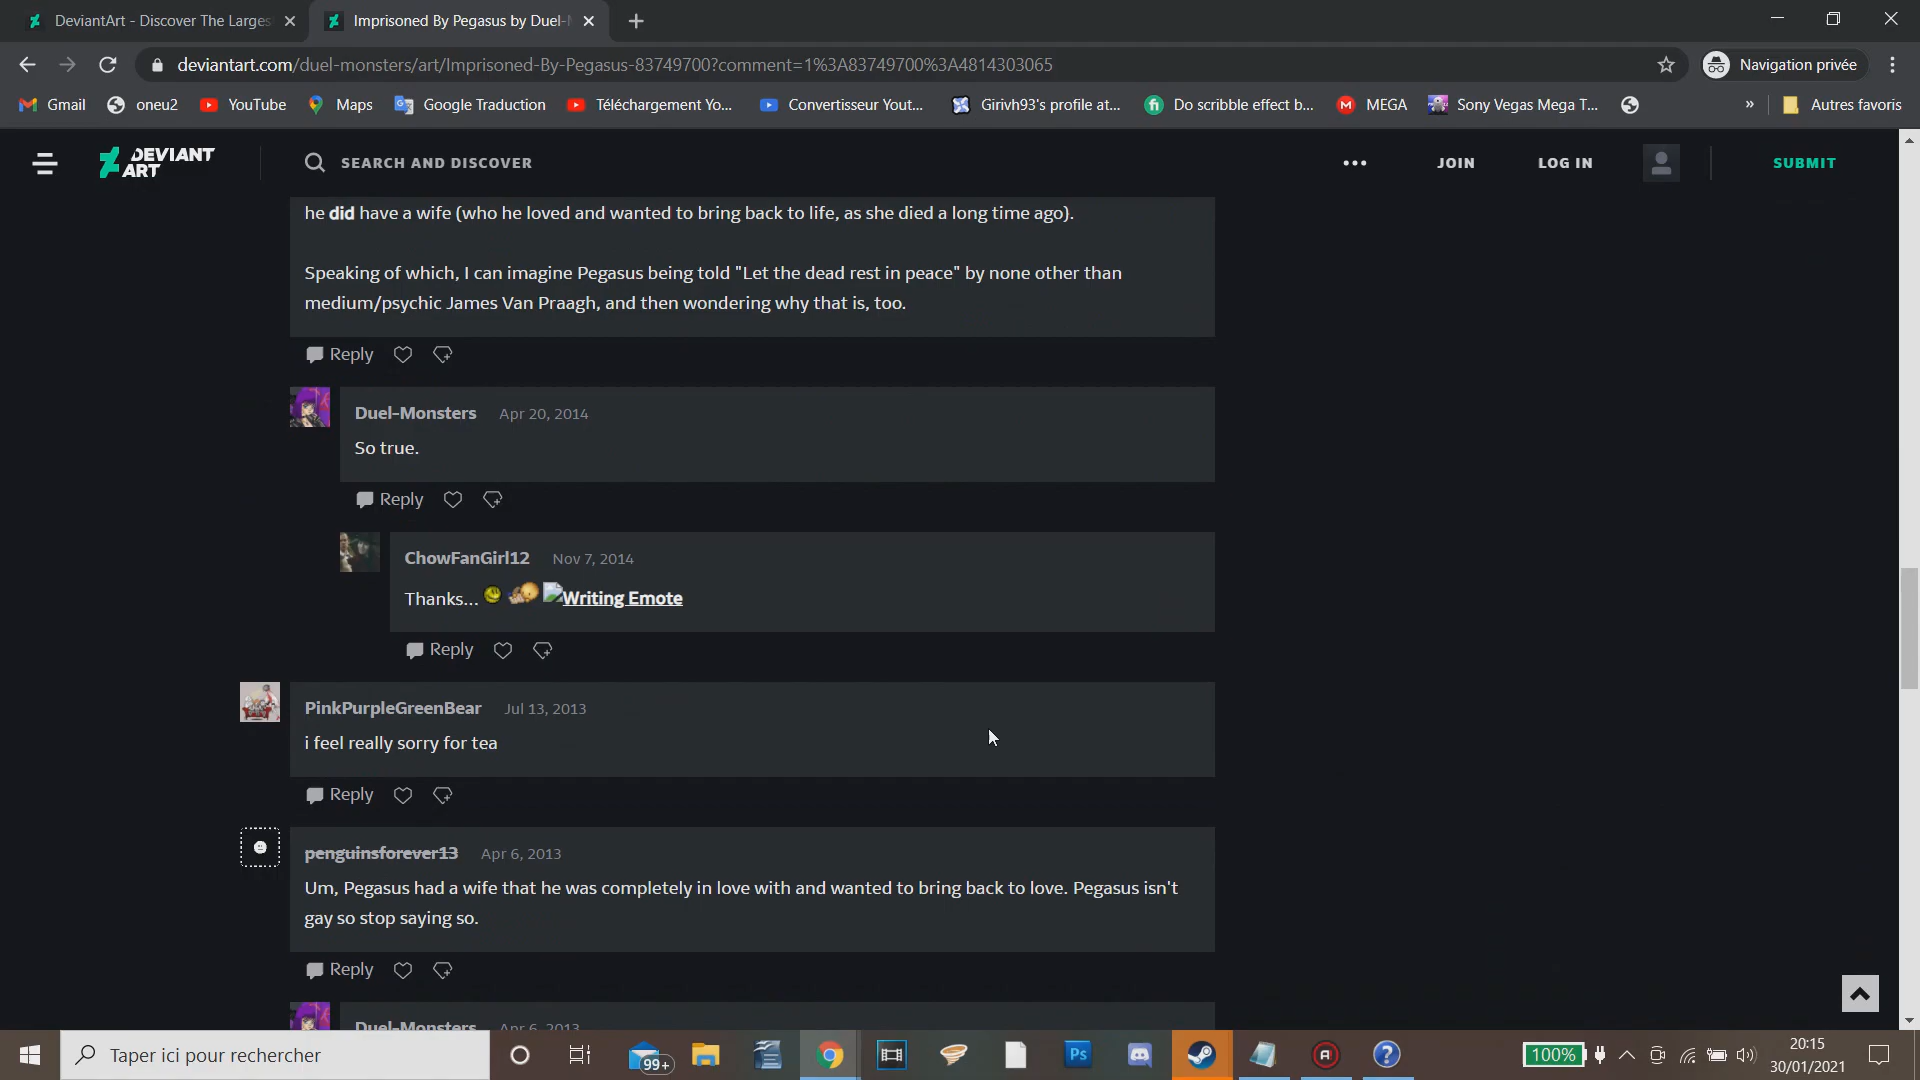 DeviantArt - Discover The Larges
Imprisoned By Pegasus by Duel-M
deviantart.com/duel-monsters/art/Imprisoned-By-Pegasus-83749700?comment=1%3A83749700%3A4814303065
Navigation privée
Gmail
oneu2
YouTube
Maps
Google Traduction
Téléchargement Yo...
Convertisseur Yout...
Girivh93's profile at...
Do scribble effect b...
MEGA
Sony Vegas Mega T...
»
Autres favoris
DEVIANT
ART
SEARCH AND DISCOVER
JOIN
LOG IN
SUBMIT
he did have a wife (who he loved and wanted to bring back to life, as she died a long time ago).
Speaking of which, I can imagine Pegasus being told "Let the dead rest in peace" by none other than
medium/psychic James Van Praagh, and then wondering why that is, too.
Reply
Duel-Monsters Apr 20, 2014
So true.
Reply
ChowFanGirl12 Nov 7, 2014
Thanks... Writing Emote
Reply
PinkPurpleGreenBear Jul 13, 2013
i feel really sorry for tea
Reply
penguinsforever13 Apr 6, 2013
Um, Pegasus had a wife that he was completely in love with and wanted to bring back to love. Pegasus isn't
gay so stop saying so.
Reply
Duel-Monsters Apr 6, 2013
Taper ici pour rechercher
99+
Ps
100%
20:15
30/01/2021